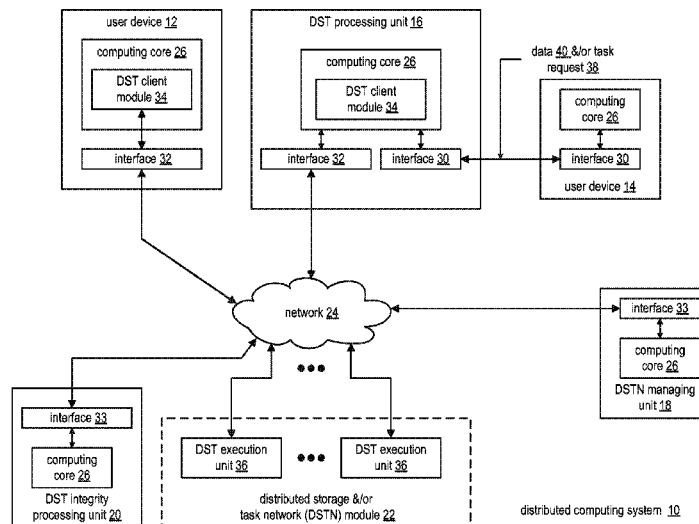 user device 12
computing core 26
DST client
module 34
interface 32
DST processing unit 16
computing core 26
DST client
module 34
interface 32
interface 30
data 40 &/or task
request 38
computing
core 26
interface 30
user device 14
network 24
interface 33
computing
core 26
DSTN managing
unit 18
interface 33
computing
core 26
DST integrity
processing unit 20
DST execution
unit 36
DST execution
unit 36
distributed storage &/or
task network (DSTN) module 22
distributed computing system 10